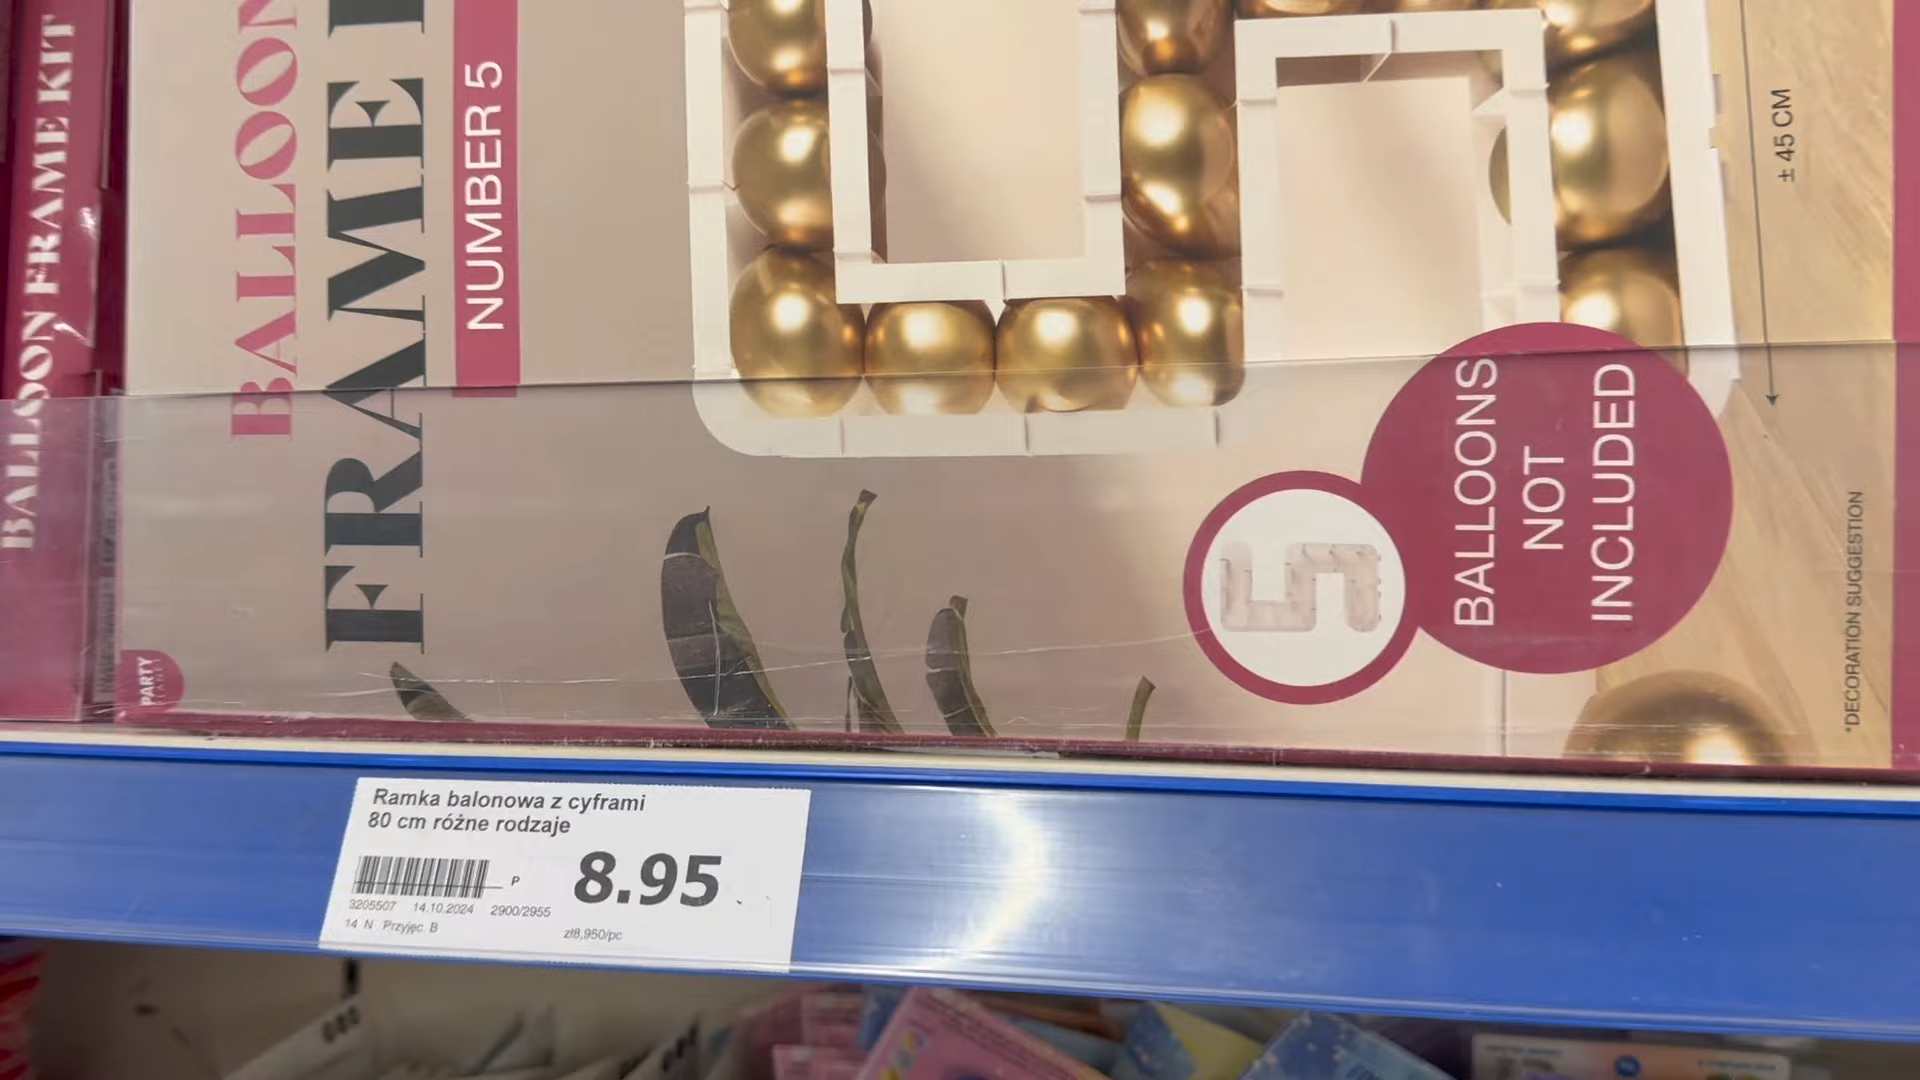 BALLOON FRAME KIT
BALLOON
FRAME
NUMBER 5
± 45 CM
BALLOONS
NOT
INCLUDED
*DECORATION SUGGESTION
PARTY
PLANET
Ramka balonowa z cyframi
80 cm różne rodzaje
P
8.95
3205507 14.10.2024 2900/2955
14 N Przyjęc. B
zł8,950/pc